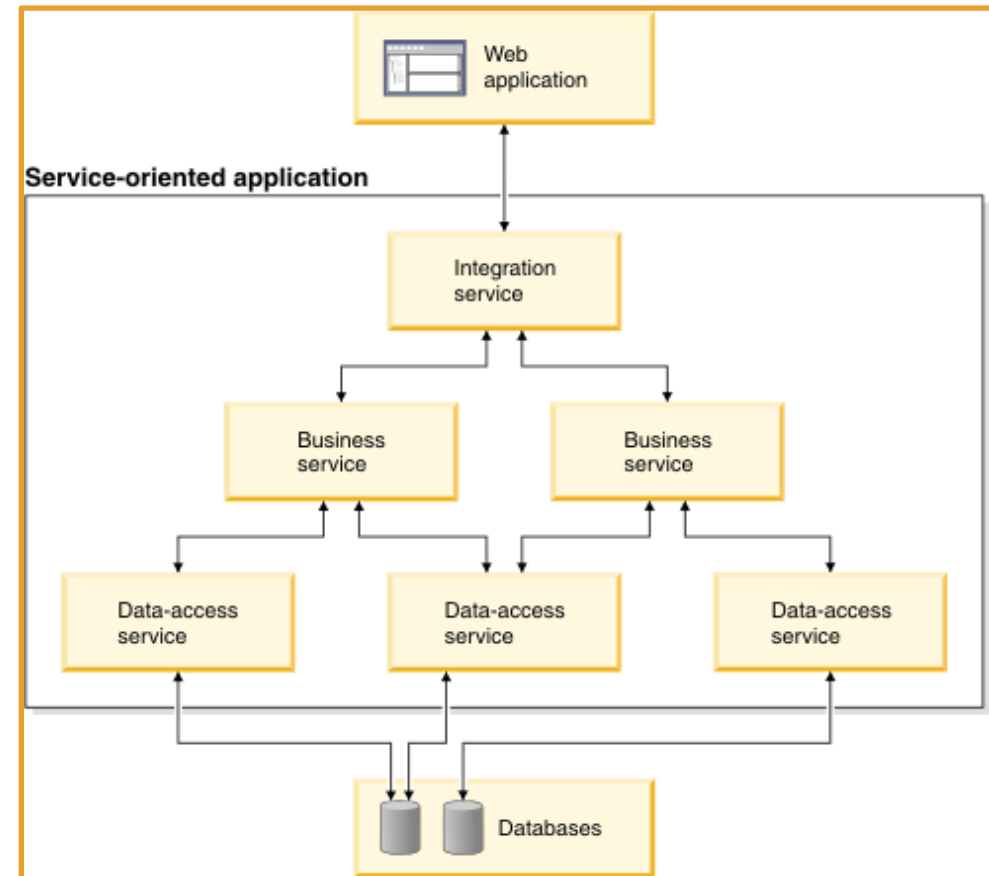 Web
application
Service-oriented application
Integration
service
Business
service
Business
service
Data-access
service
Data-access
service
Data-access
service
Databases